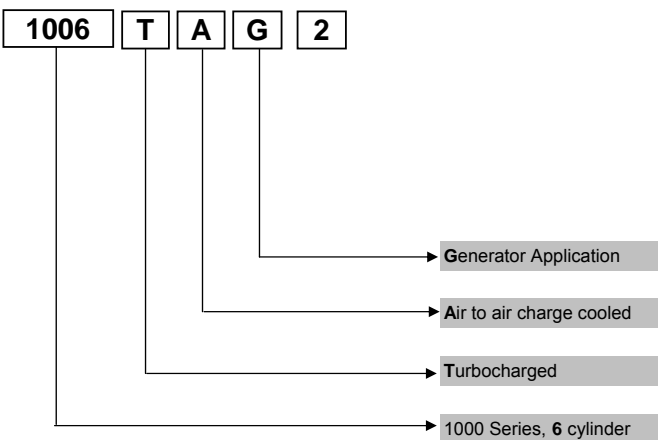 1006 T A G 2
Generator Application
Air to air charge cooled
Turbocharged
1000 Series, 6 cylinder